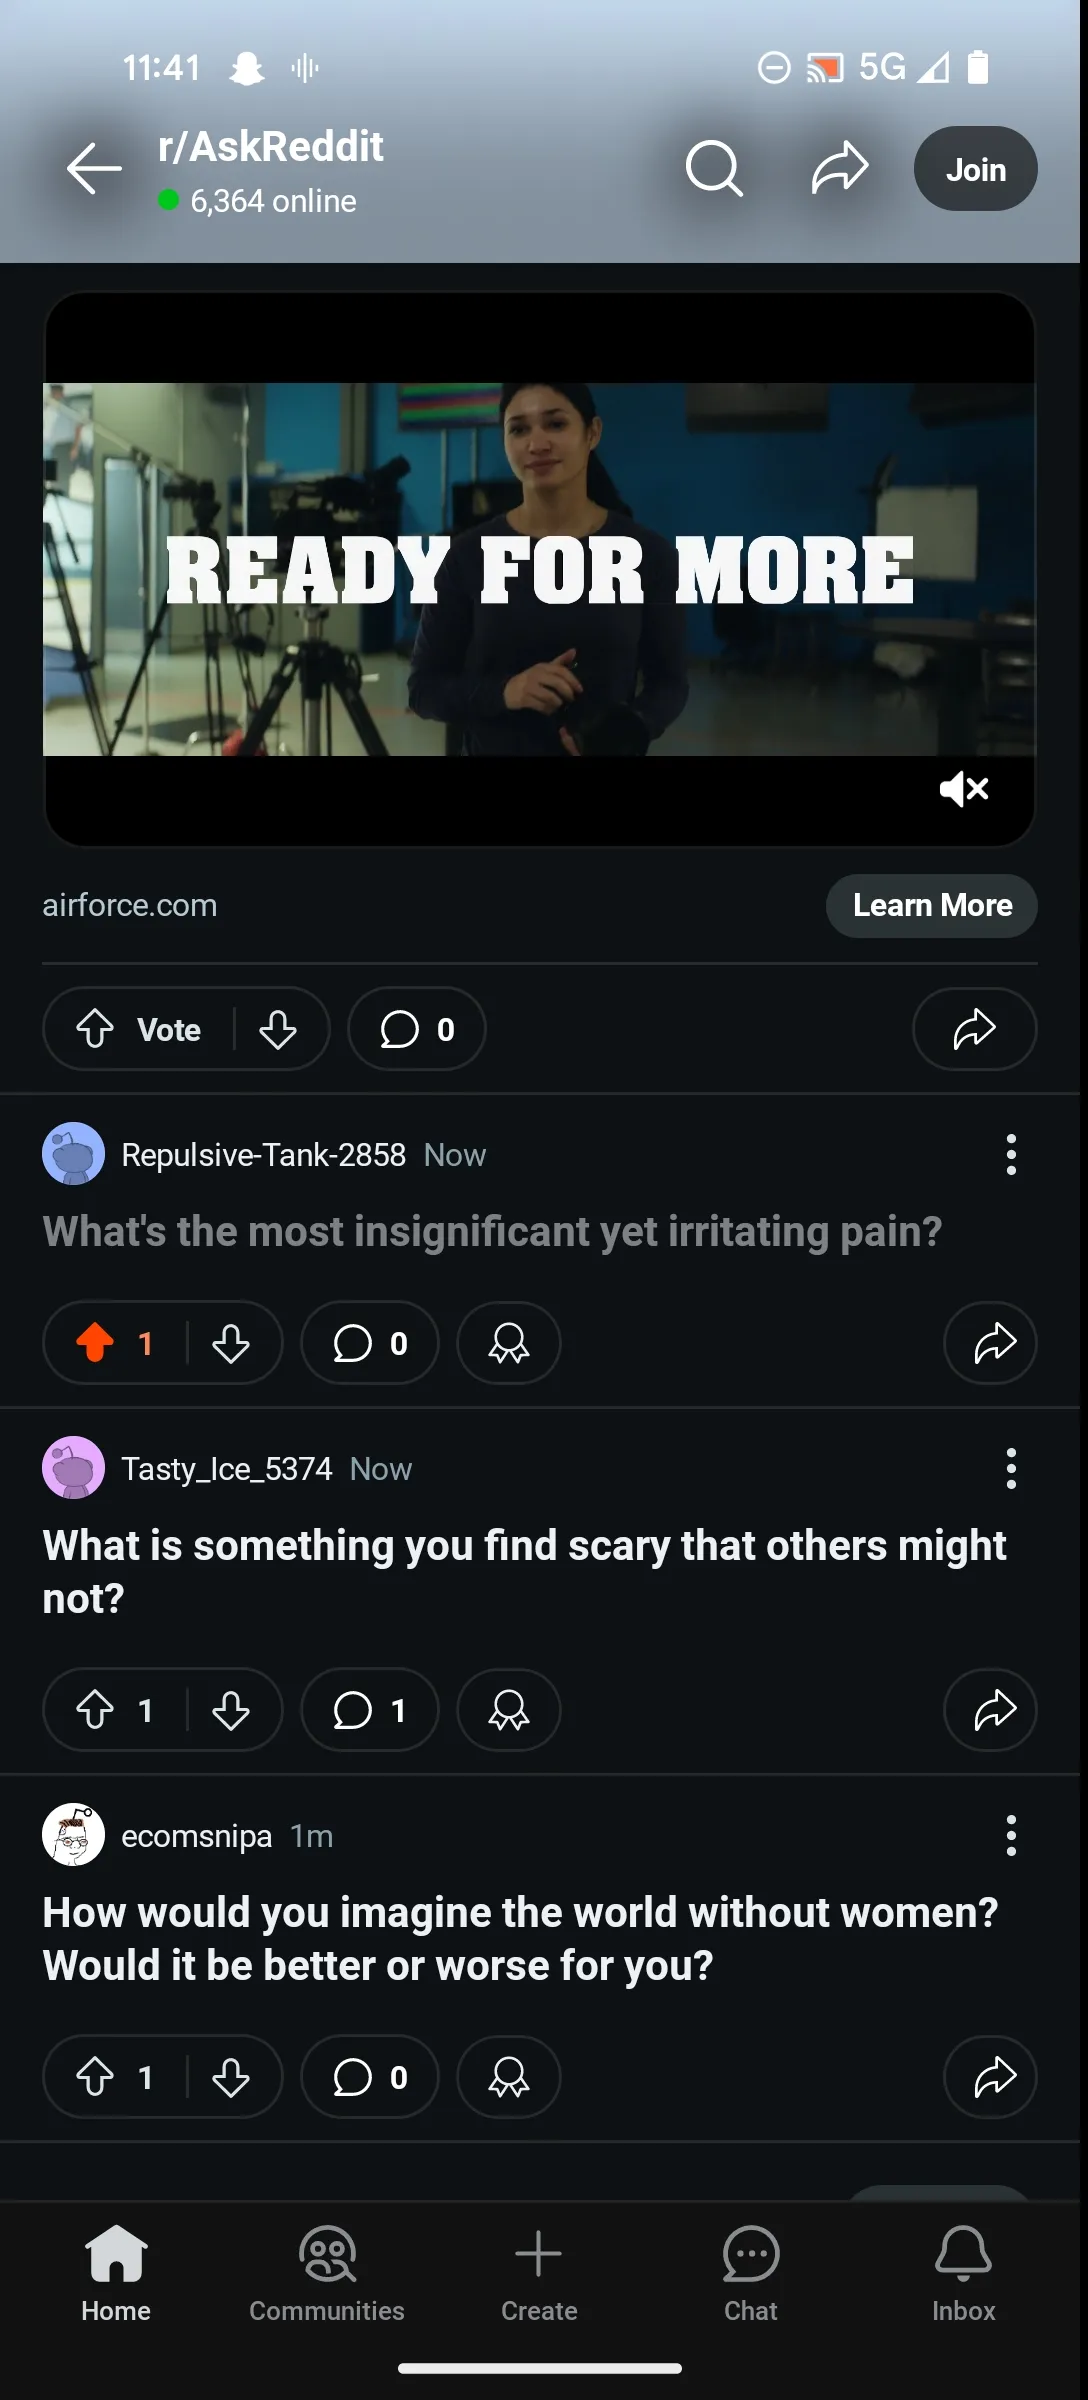 11:41
5G
r/AskReddit
6,364 online
Join
READY FOR MORE
airforce.com
Learn More
Vote
0
Repulsive-Tank-2858 Now
What's the most insignificant yet irritating pain?
1
0
Tasty_Ice_5374 Now
What is something you find scary that others might
not?
1
1
ecomsnipa 1m
How would you imagine the world without women?
Would it be better or worse for you?
1
0
Home
Communities
Create
Chat
Inbox